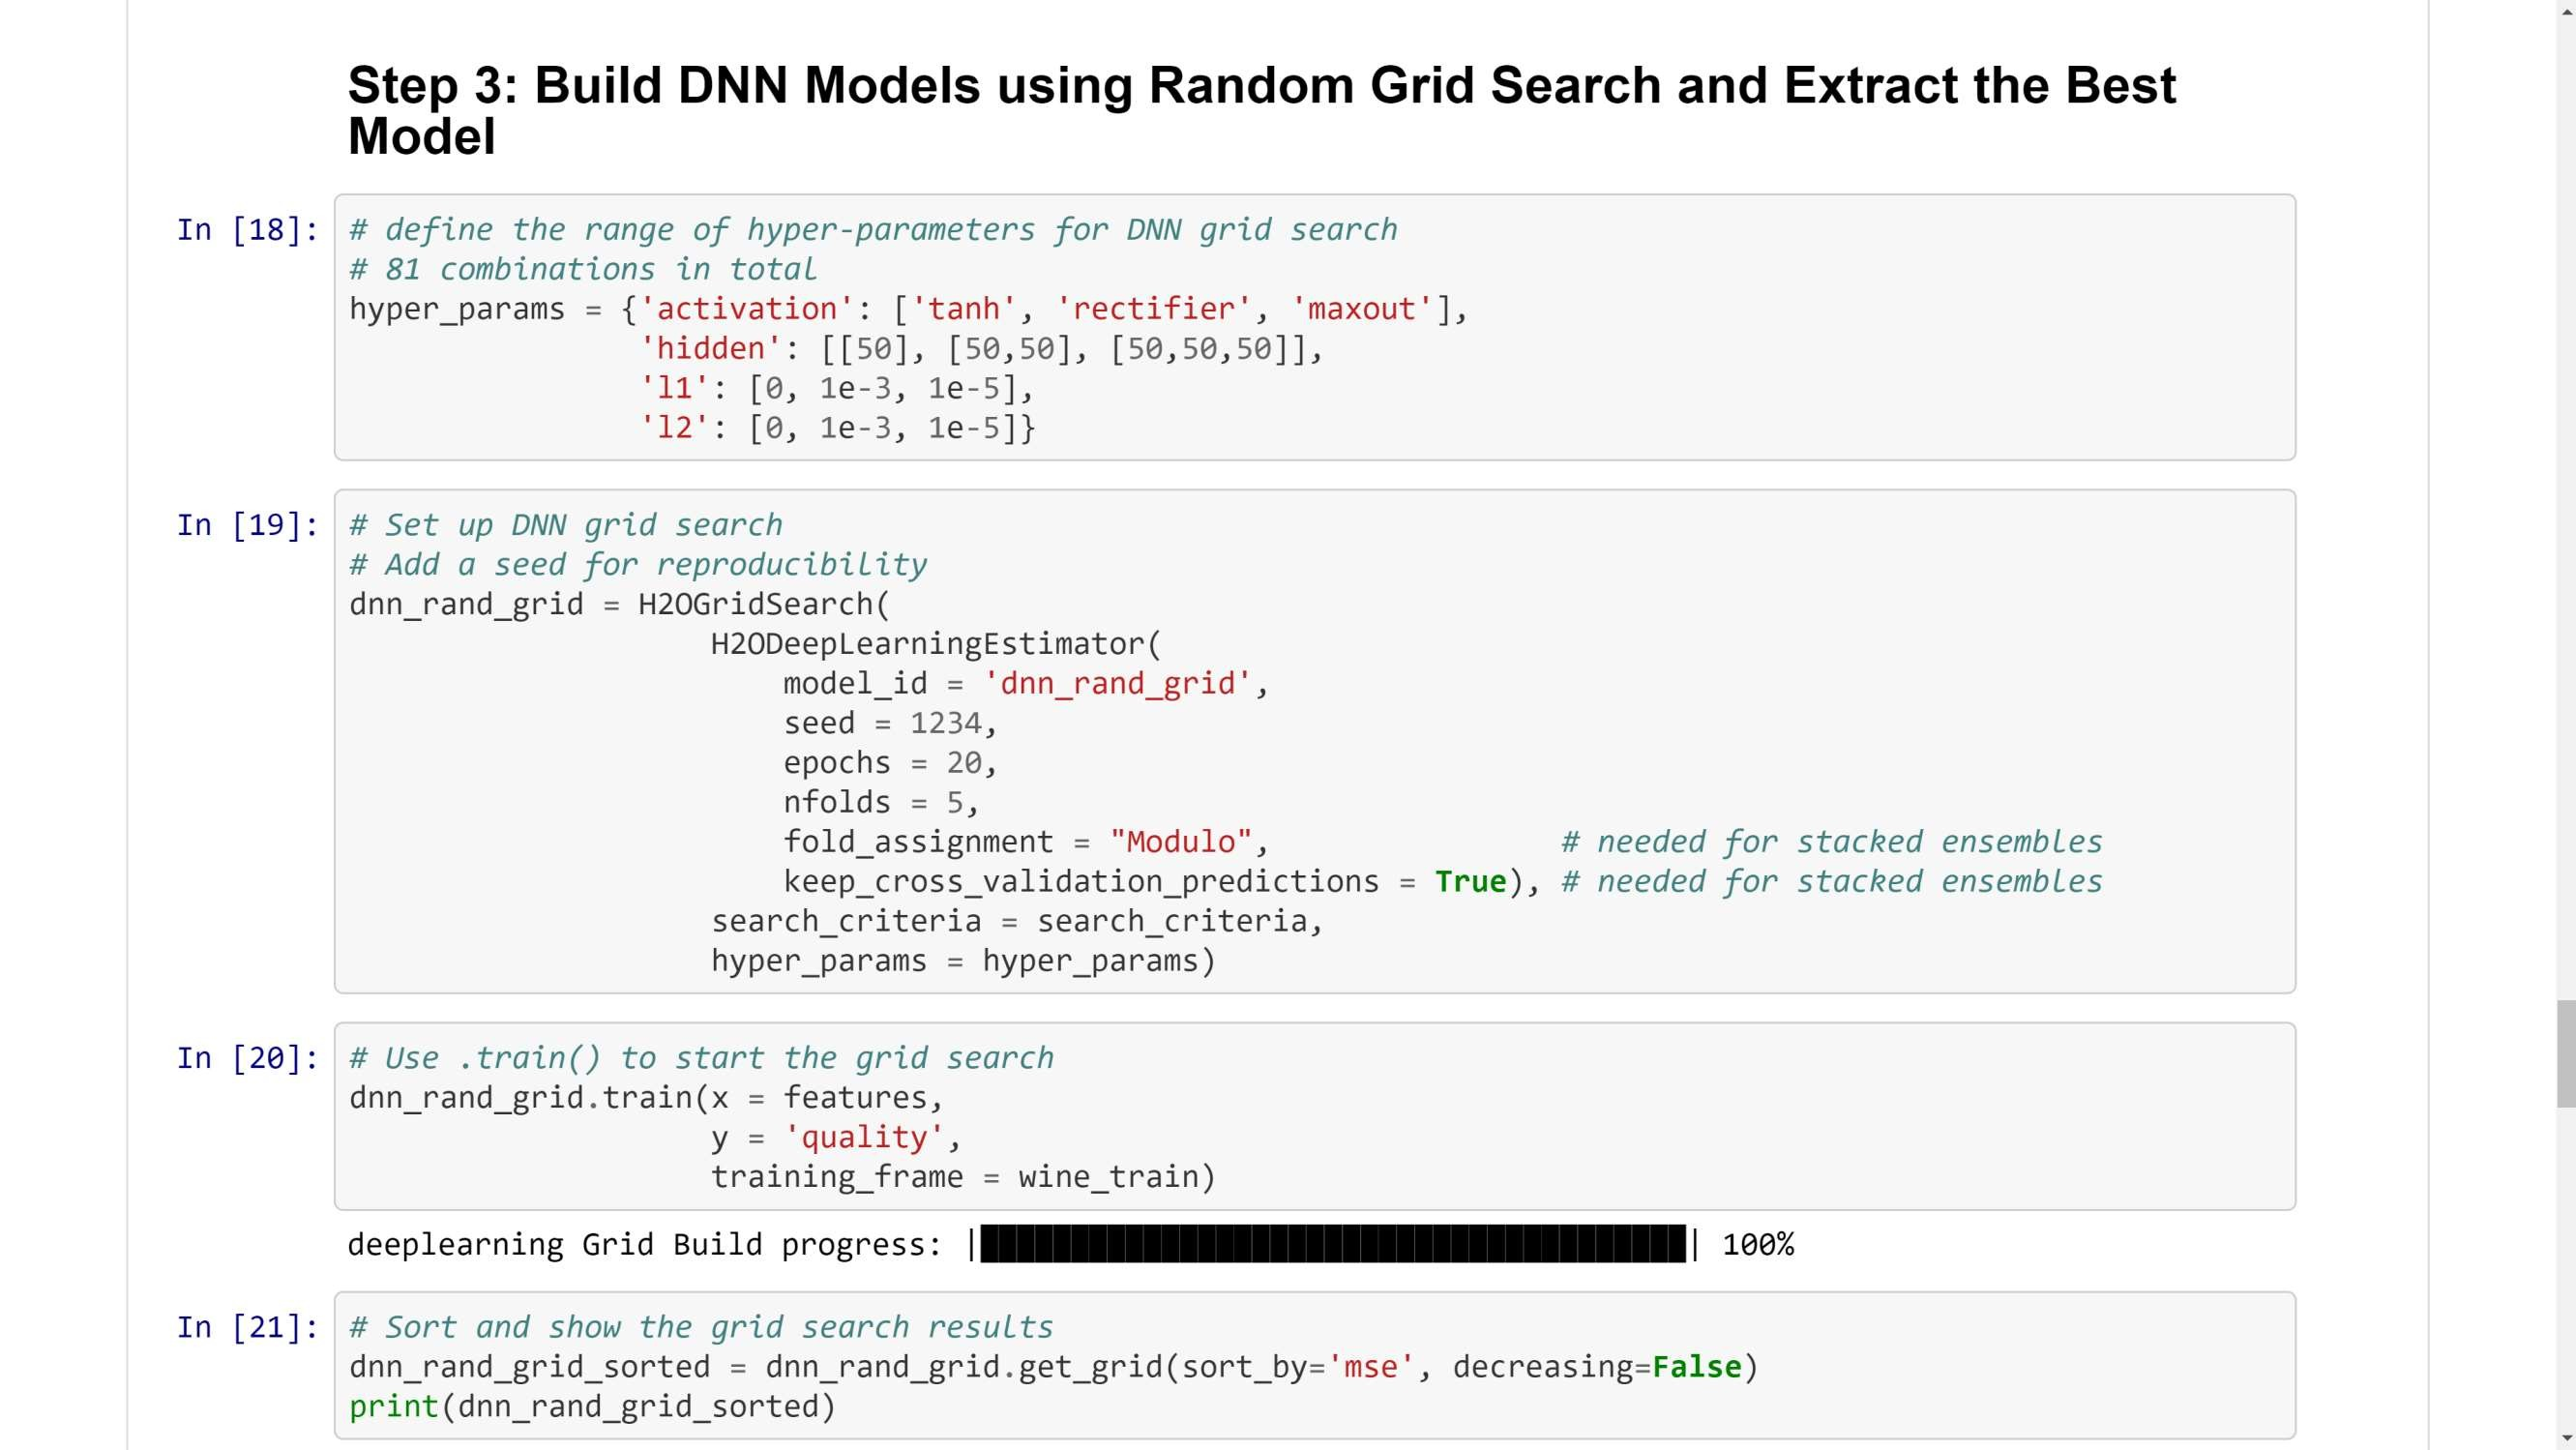 Step 3: Build DNN Models using Random Grid Search and Extract the Best
Model
In [18]:
# define the range of hyper-parameters for DNN grid search
# 81 combinations in total
hyper_params = {'activation': ['tanh', 'rectifier', 'maxout'],
'hidden': [[50], [50,50], [50,50,50]],
'l1': [0, 1e-3, 1e-5],
'l2': [0, 1e-3, 1e-5]}
In [19]:
# Set up DNN grid search
# Add a seed for reproducibility
dnn_rand_grid = H2OGridSearch(
H2ODeepLearningEstimator(
model_id = 'dnn_rand_grid',
seed = 1234,
epochs = 20,
nfolds = 5,
fold_assignment = "Modulo", # needed for stacked ensembles
keep_cross_validation_predictions = True), # needed for stacked ensembles
search_criteria = search_criteria,
hyper_params = hyper_params)
In [20]:
# Use .train() to start the grid search
dnn_rand_grid.train(x = features,
y = 'quality',
training_frame = wine_train)
deeplearning Grid Build progress: |███████████████████████████████████████| 100%
In [21]:
# Sort and show the grid search results
dnn_rand_grid_sorted = dnn_rand_grid.get_grid(sort_by='mse', decreasing=False)
print(dnn_rand_grid_sorted)